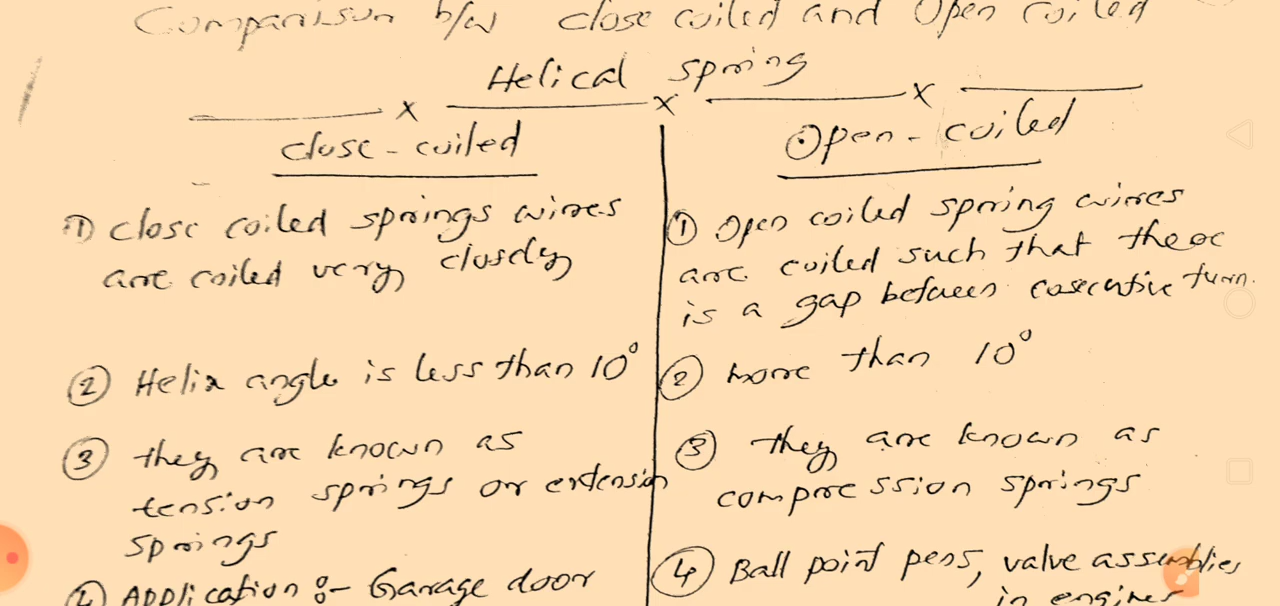 Comparison b/w close coiled and Open coiled
Helical spring
close-coiled
Open-coiled
① close coiled springs wires
are coiled very closely
② Helix angle is less than 10°
③ they are known as
tension springs or extension
springs
④ Application :- Garage door
① Open coiled spring wires
are coiled such that there
is a gap between cosecutive turn.
② more than 10°
③ they are known as
compression springs
④ Ball point pens, valve assemblies
in engines